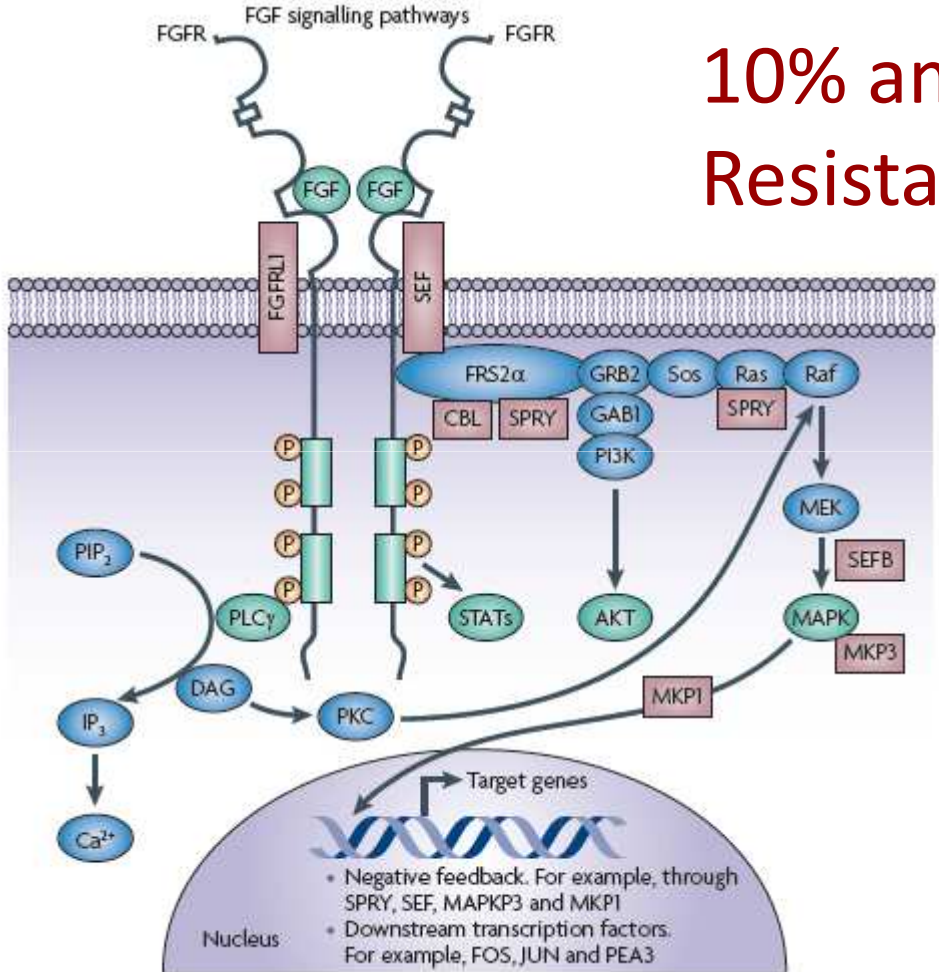 FGF signalling pathways
FGFR
FGFR
10% an
Resista
FGF
FGF
FGFRL1
SEF
FRS2α
GRB2
Sos
Ras
Raf
CBL
SPRY
GAB1
SPRY
PI3K
P
P
P
P
MEK
PIP2
P
P
SEFB
P
P
PLCγ
STATs
AKT
MAPK
MKP3
DAG
PKC
MKP1
IP3
Target genes
Ca2+
• Negative feedback. For example, through
SPRY, SEF, MAPKP3 and MKP1
• Downstream transcription factors.
For example, FOS, JUN and PEA3
Nucleus